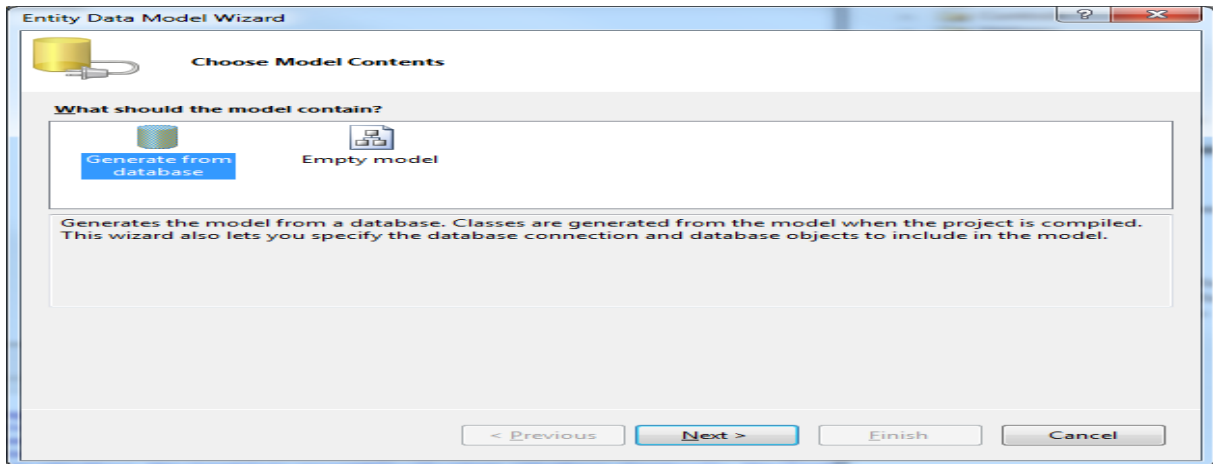 Entity Data Model Wizard
?
Choose Model Contents
What should the model contain?
Generate from
database
Empty model
Generates the model from a database. Classes are generated from the model when the project is compiled.
This wizard also lets you specify the database connection and database objects to include in the model.
< Previous
Next >
Finish
Cancel